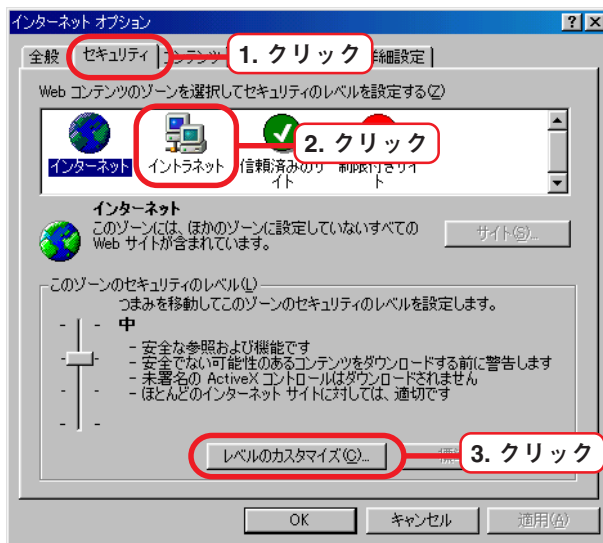 インターネット オプション
全般 セキュリティ 1. クリック 詳細設定
Web コンテンツのゾーンを選択してセキュリティのレベルを設定する(Z)
2. クリック
インターネット イントラネット 信頼済みのサイト 制限付きサイト
インターネット
このゾーンには、ほかのゾーンに設定していないすべての
Web サイトが含まれています。
サイト(S)...
このゾーンのセキュリティのレベル(L)
つまみを移動してこのゾーンのセキュリティのレベルを設定します。
中
- 安全な参照および機能です
- 安全でない可能性のあるコンテンツをダウンロードする前に警告します
- 未署名の ActiveX コントロールはダウンロードされません
- ほとんどのインターネット サイトに対しては、適切です
レベルのカスタマイズ(C)... 3. クリック
OK キャンセル 適用(A)